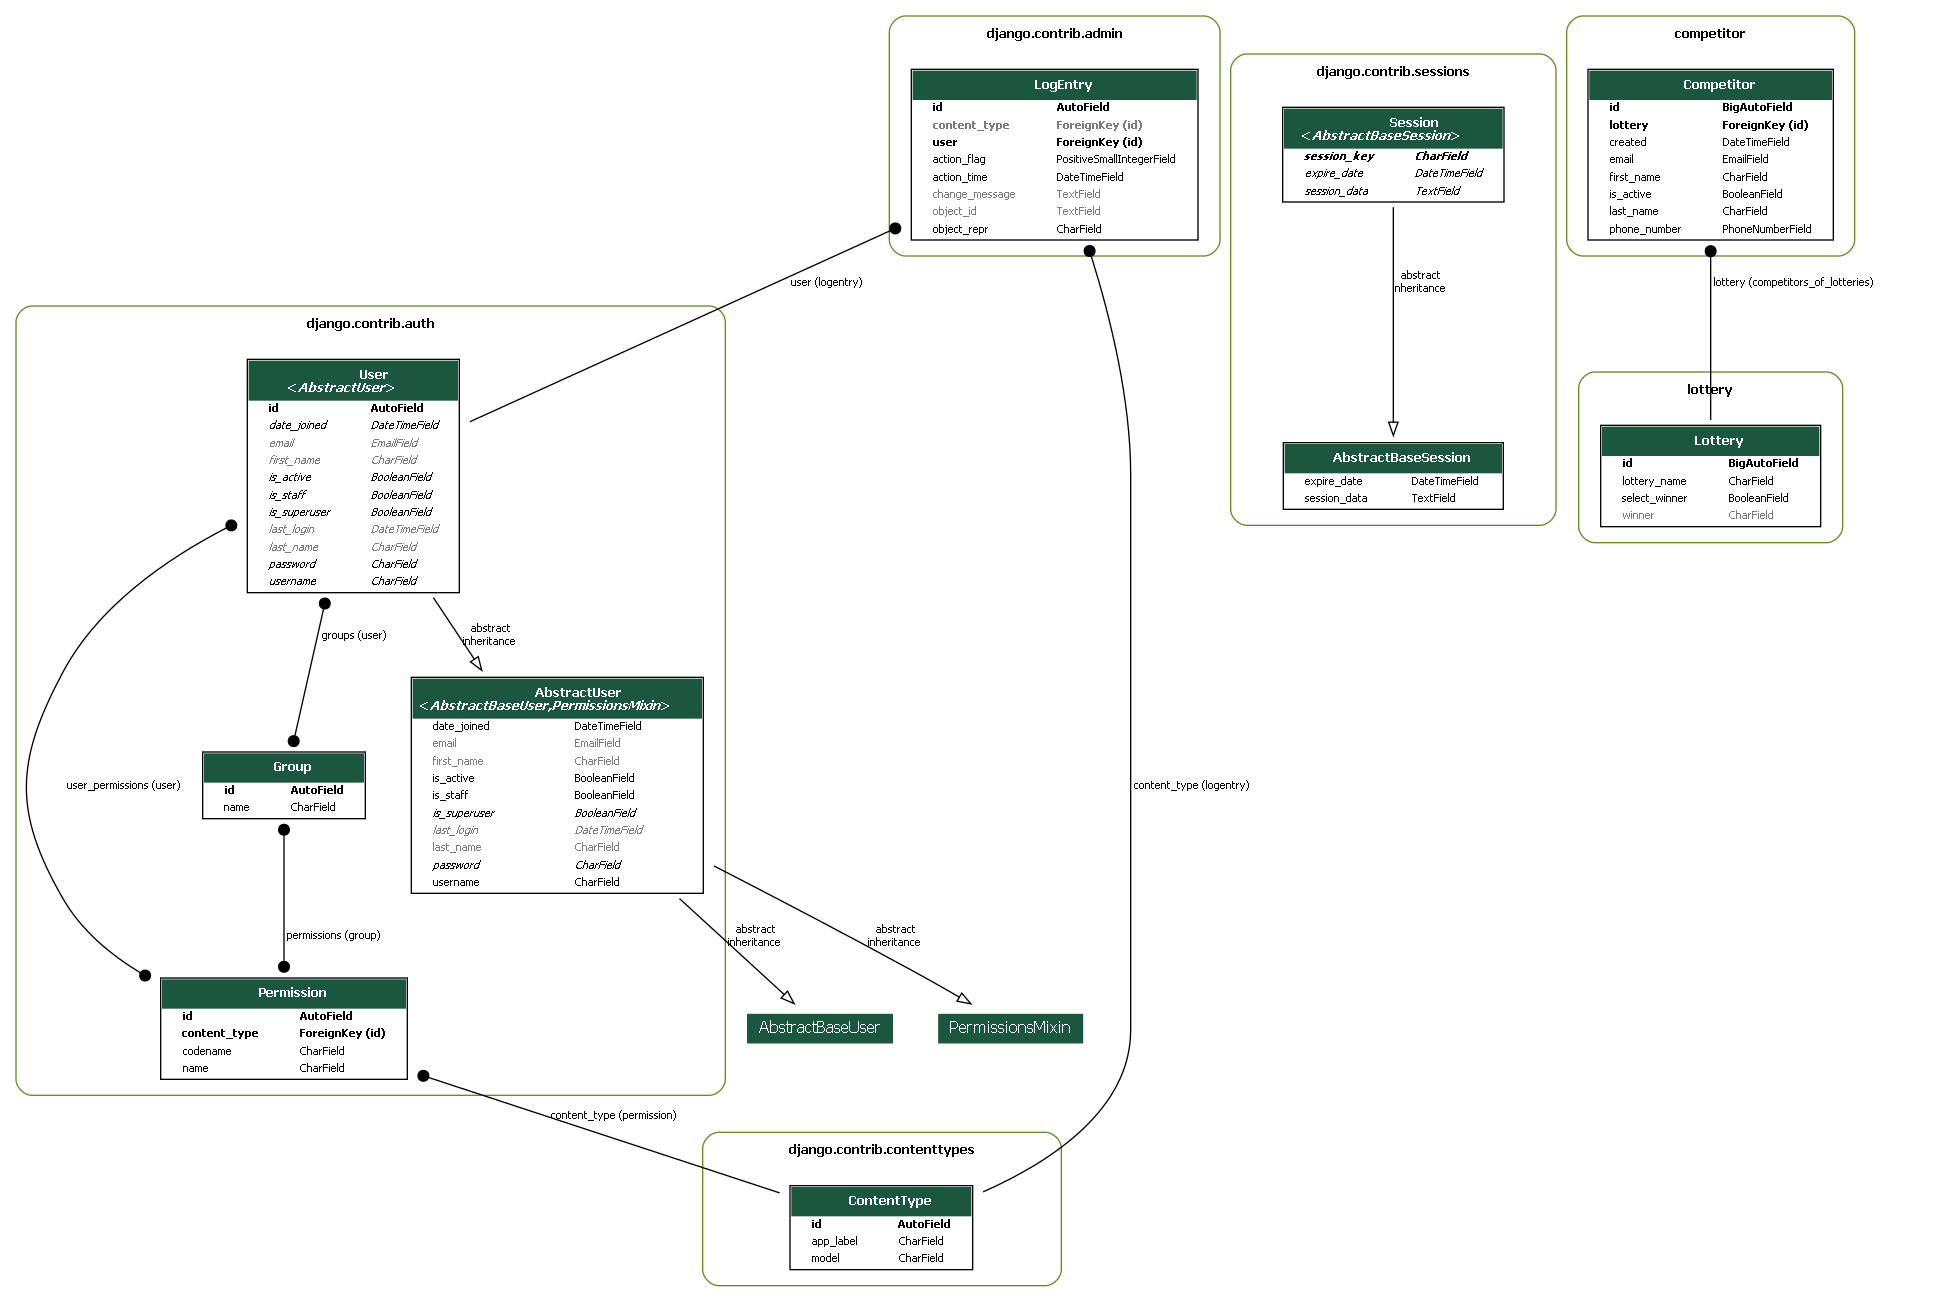 django.contrib.admin
LogEntry
id AutoField
content_type ForeignKey (id)
user ForeignKey (id)
action_flag PositiveSmallIntegerField
action_time DateTimeField
change_message TextField
object_id TextField
object_repr CharField
django.contrib.sessions
Session
<AbstractBaseSession>
session_key CharField
expire_date DateTimeField
session_data TextField
abstract
inheritance
AbstractBaseSession
expire_date DateTimeField
session_data TextField
competitor
Competitor
id BigAutoField
lottery ForeignKey (id)
created DateTimeField
email EmailField
first_name CharField
is_active BooleanField
last_name CharField
phone_number PhoneNumberField
lottery (competitors_of_lotteries)
lottery
Lottery
id BigAutoField
lottery_name CharField
select_winner BooleanField
winner CharField
user (logentry)
django.contrib.auth
User
<AbstractUser>
id AutoField
date_joined DateTimeField
email EmailField
first_name CharField
is_active BooleanField
is_staff BooleanField
is_superuser BooleanField
last_login DateTimeField
last_name CharField
password CharField
username CharField
groups (user)
abstract
inheritance
AbstractUser
<AbstractBaseUser,PermissionsMixin>
date_joined DateTimeField
email EmailField
first_name CharField
is_active BooleanField
is_staff BooleanField
is_superuser BooleanField
last_login DateTimeField
last_name CharField
password CharField
username CharField
Group
id AutoField
name CharField
user_permissions (user)
content_type (logentry)
permissions (group)
abstract
inheritance
abstract
inheritance
Permission
id AutoField
content_type ForeignKey (id)
codename CharField
name CharField
AbstractBaseUser
PermissionsMixin
content_type (permission)
django.contrib.contenttypes
ContentType
id AutoField
app_label CharField
model CharField